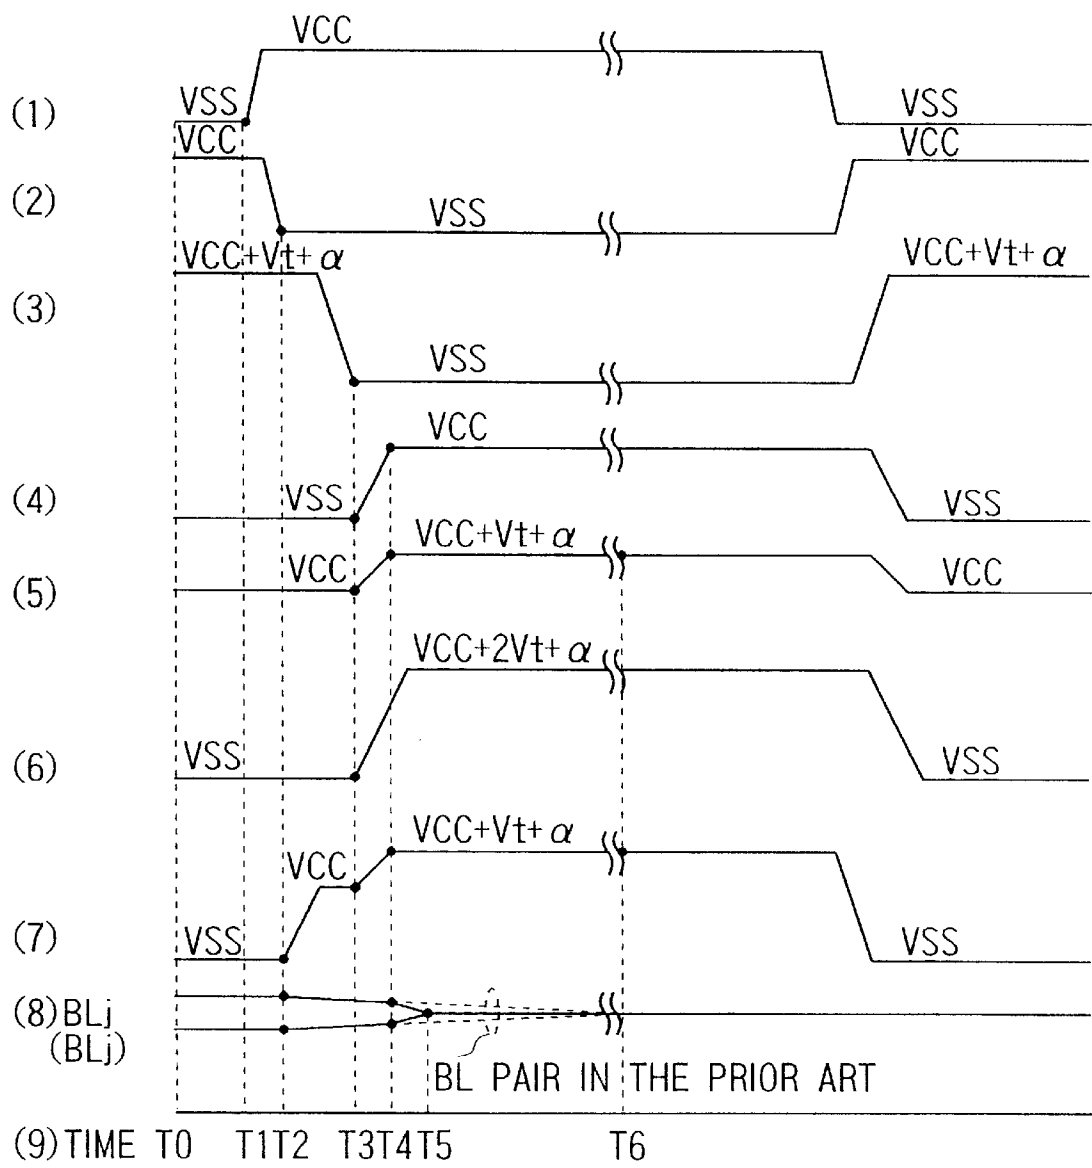 VCC
(1) VSS VSS
VCC VCC
(2) VSS
VCC+Vt+α VCC+Vt+α
(3)
VSS
VCC
(4) VSS VSS
VCC+Vt+α
(5) VCC VCC
VCC+2Vt+α
(6) VSS VSS
VCC+Vt+α
VCC
(7) VSS VSS
(8) BLj
(BLj)
BL PAIR IN THE PRIOR ART
(9) TIME T0 T1 T2 T3 T4 T5 T6